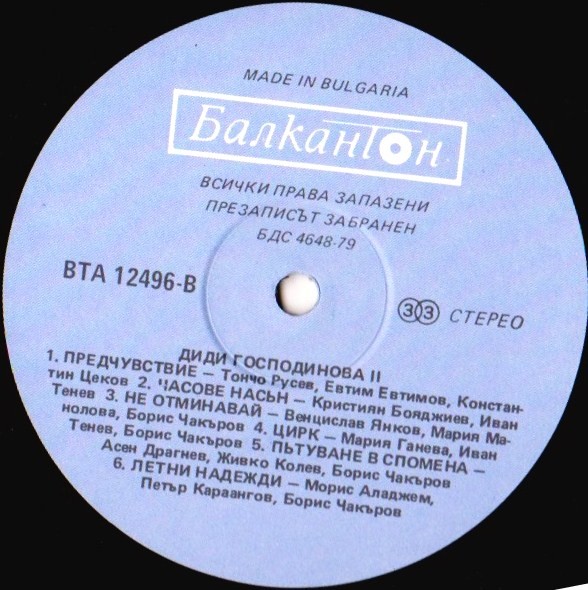 MADE IN BULGARIA
Балкантон
ВСИЧКИ ПРАВА ЗАПАЗЕНИ
ПРЕЗАПИСЪТ ЗАБРАНЕН
БДС 4648-79
ВТА 12496-В
33 СТЕРЕО
ДИДИ ГОСПОДИНОВА II
1. ПРЕДЧУВСТВИЕ – Тончо Русев, Евтим Евтимов, Констан-
тин Цеков 2. ЧАСОВЕ НАСЪН – Кристиян Бояджиев, Иван
Тенев 3. НЕ ОТМИНАВАЙ – Венцислав Янков, Мария Ма-
нолова, Борис Чакъров 4. ЦИРК – Мария Ганева, Иван
Тенев, Борис Чакъров 5. ПЪТУВАНЕ В СПОМЕНА –
Асен Драгнев, Живко Колев, Борис Чакъров
6. ЛЕТНИ НАДЕЖДИ – Морис Аладжем,
Петър Караангов, Борис Чакъров